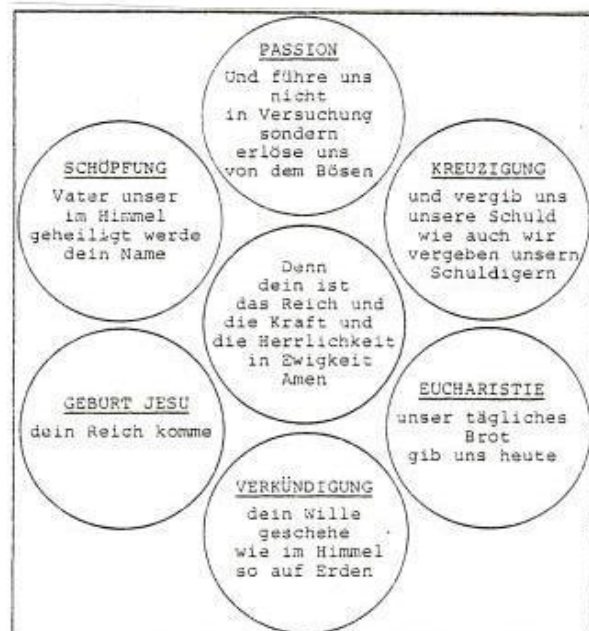 PASSION
Und führe uns
nicht
in Versuchung
sondern
erlöse uns
von dem Bösen
SCHÖPFUNG
Vater unser
im Himmel
geheiligt werde
dein Name
KREUZIGUNG
und vergib uns
unsere Schuld
wie auch wir
vergeben unsern
Schuldigern
Denn
dein ist
das Reich und
die Kraft und
die Herrlichkeit
in Ewigkeit
Amen
GEBURT JESU
dein Reich komme
EUCHARISTIE
unser tägliches
Brot
gib uns heute
VERKÜNDIGUNG
dein Wille
geschehe
wie im Himmel
so auf Erden